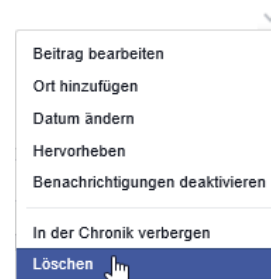 Beitrag bearbeiten
Ort hinzufügen
Datum ändern
Hervorheben
Benachrichtigungen deaktivieren
In der Chronik verbergen
Löschen